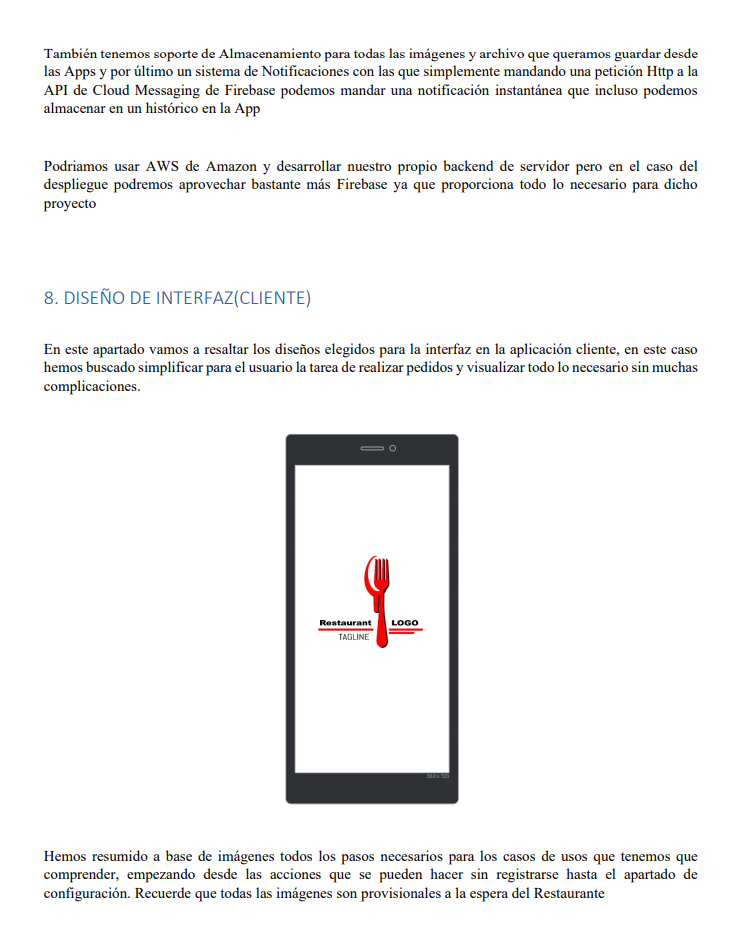 También tenemos soporte de Almacenamiento para todas las imágenes y archivo que queramos guardar desde
las Apps y por último un sistema de Notificaciones con las que simplemente mandando una petición Http a la
API de Cloud Messaging de Firebase podemos mandar una notificación instantánea que incluso podemos
almacenar en un histórico en la App
Podriamos usar AWS de Amazon y desarrollar nuestro propio backend de servidor pero en el caso del
despliegue podremos aprovechar bastante más Firebase ya que proporciona todo lo necesario para dicho
proyecto
8. DISEÑO DE INTERFAZ(CLIENTE)
En este apartado vamos a resaltar los diseños elegidos para la interfaz en la aplicación cliente, en este caso
hemos buscado simplificar para el usuario la tarea de realizar pedidos y visualizar todo lo necesario sin muchas
complicaciones.
Restaurant LOGO
TAGLINE
360 x 720
Hemos resumido a base de imágenes todos los pasos necesarios para los casos de usos que tenemos que
comprender, empezando desde las acciones que se pueden hacer sin registrarse hasta el apartado de
configuración. Recuerde que todas las imágenes son provisionales a la espera del Restaurante